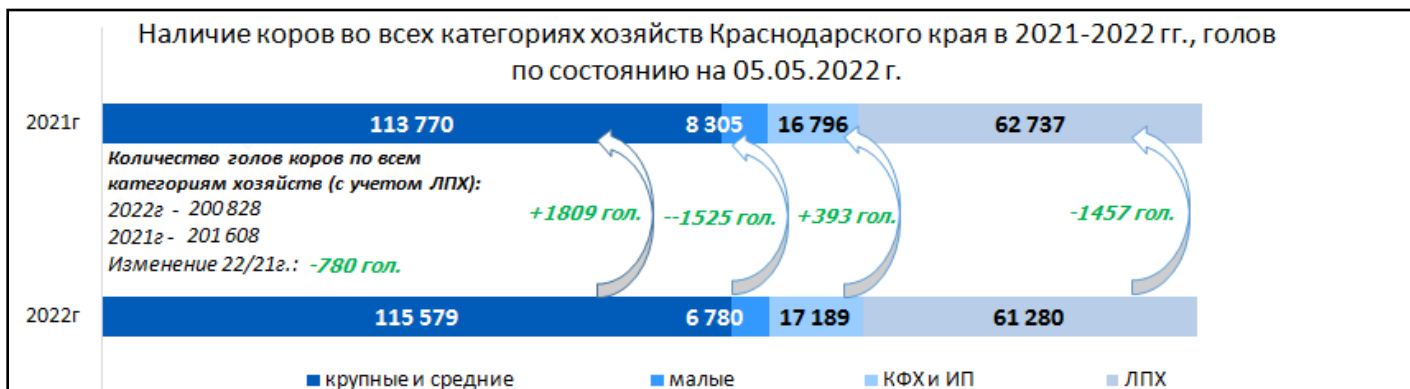 Наличие коров во всех категориях хозяйств Краснодарского края в 2021-2022 гг., голов
по состоянию на 05.05.2022 г.
2021г
113 770
8 305
16 796
62 737
Количество голов коров по всем
категориям хозяйств (с учетом ЛПХ):
2022г - 200 828
2021г - 201 608
Изменение 22/21г.: -780 гол.
+1809 гол.
--1525 гол.
+393 гол.
-1457 гол.
2022г
115 579
6 780
17 189
61 280
крупные и средние
малые
КФХ и ИП
ЛПХ